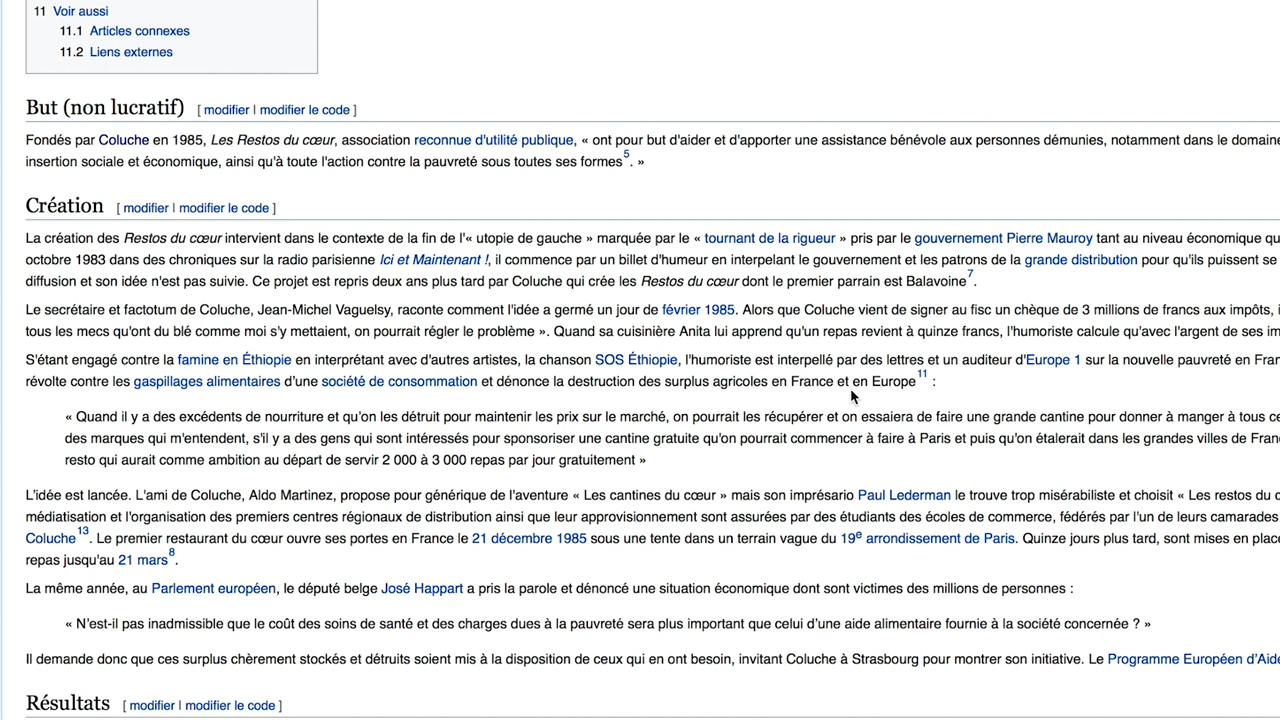 11 Voir aussi
11.1 Articles connexes
11.2 Liens externes
But (non lucratif) [ modifier | modifier le code ]
Fondés par Coluche en 1985, Les Restos du cœur, association reconnue d'utilité publique, « ont pour but d'aider et d'apporter une assistance bénévole aux personnes démunies, notamment dans le domaine
insertion sociale et économique, ainsi qu'à toute l'action contre la pauvreté sous toutes ses formes5. »
Création [ modifier | modifier le code ]
La création des Restos du cœur intervient dans le contexte de la fin de l'« utopie de gauche » marquée par le « tournant de la rigueur » pris par le gouvernement Pierre Mauroy tant au niveau économique qu
octobre 1983 dans des chroniques sur la radio parisienne Ici et Maintenant !, il commence par un billet d'humeur en interpelant le gouvernement et les patrons de la grande distribution pour qu'ils puissent se
diffusion et son idée n'est pas suivie. Ce projet est repris deux ans plus tard par Coluche qui crée les Restos du cœur dont le premier parrain est Balavoine7.
Le secrétaire et factotum de Coluche, Jean-Michel Vaguelsy, raconte comment l'idée a germé un jour de février 1985. Alors que Coluche vient de signer au fisc un chèque de 3 millions de francs aux impôts, i
tous les mecs qu'ont du blé comme moi s'y mettaient, on pourrait régler le problème ». Quand sa cuisinière Anita lui apprend qu'un repas revient à quinze francs, l'humoriste calcule qu'avec l'argent de ses im
S'étant engagé contre la famine en Éthiopie en interprétant avec d'autres artistes, la chanson SOS Éthiopie, l'humoriste est interpellé par des lettres et un auditeur d'Europe 1 sur la nouvelle pauvreté en Fran
révolte contre les gaspillages alimentaires d’une société de consommation et dénonce la destruction des surplus agricoles en France et en Europe11 :
« Quand il y a des excédents de nourriture et qu'on les détruit pour maintenir les prix sur le marché, on pourrait les récupérer et on essaiera de faire une grande cantine pour donner à manger à tous ce
des marques qui m'entendent, s'il y a des gens qui sont intéressés pour sponsoriser une cantine gratuite qu'on pourrait commencer à faire à Paris et puis qu'on étalerait dans les grandes villes de Fran
resto qui aurait comme ambition au départ de servir 2 000 à 3 000 repas par jour gratuitement »
L’idée est lancée. L'ami de Coluche, Aldo Martinez, propose pour générique de l'aventure « Les cantines du cœur » mais son imprésario Paul Lederman le trouve trop misérabiliste et choisit « Les restos du c
médiatisation et l'organisation des premiers centres régionaux de distribution ainsi que leur approvisionnement sont assurées par des étudiants des écoles de commerce, fédérés par l'un de leurs camarades
Coluche13. Le premier restaurant du cœur ouvre ses portes en France le 21 décembre 1985 sous une tente dans un terrain vague du 19e arrondissement de Paris. Quinze jours plus tard, sont mises en place
repas jusqu'au 21 mars8.
La même année, au Parlement européen, le député belge José Happart a pris la parole et dénoncé une situation économique dont sont victimes des millions de personnes :
« N’est-il pas inadmissible que le coût des soins de santé et des charges dues à la pauvreté sera plus important que celui d’une aide alimentaire fournie à la société concernée ? »
Il demande donc que ces surplus chèrement stockés et détruits soient mis à la disposition de ceux qui en ont besoin, invitant Coluche à Strasbourg pour montrer son initiative. Le Programme Européen d’Aide
Résultats [ modifier | modifier le code ]